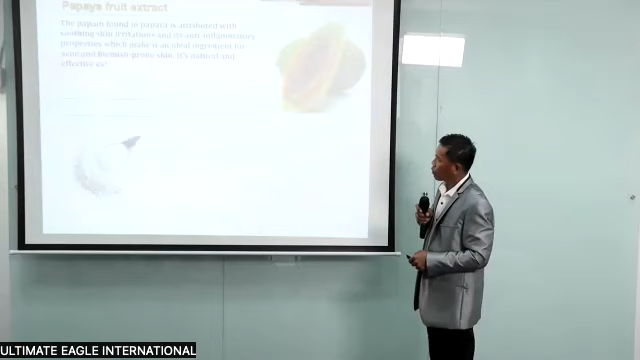 Papaya fruit extract
The papain found in papaya is attributed with
soothing skin irritations and its anti-inflammatory
properties which make it an ideal ingredient for
acne and blemish prone skin. It's natural and
effective ex
ULTIMATE EAGLE INTERNATIONAL